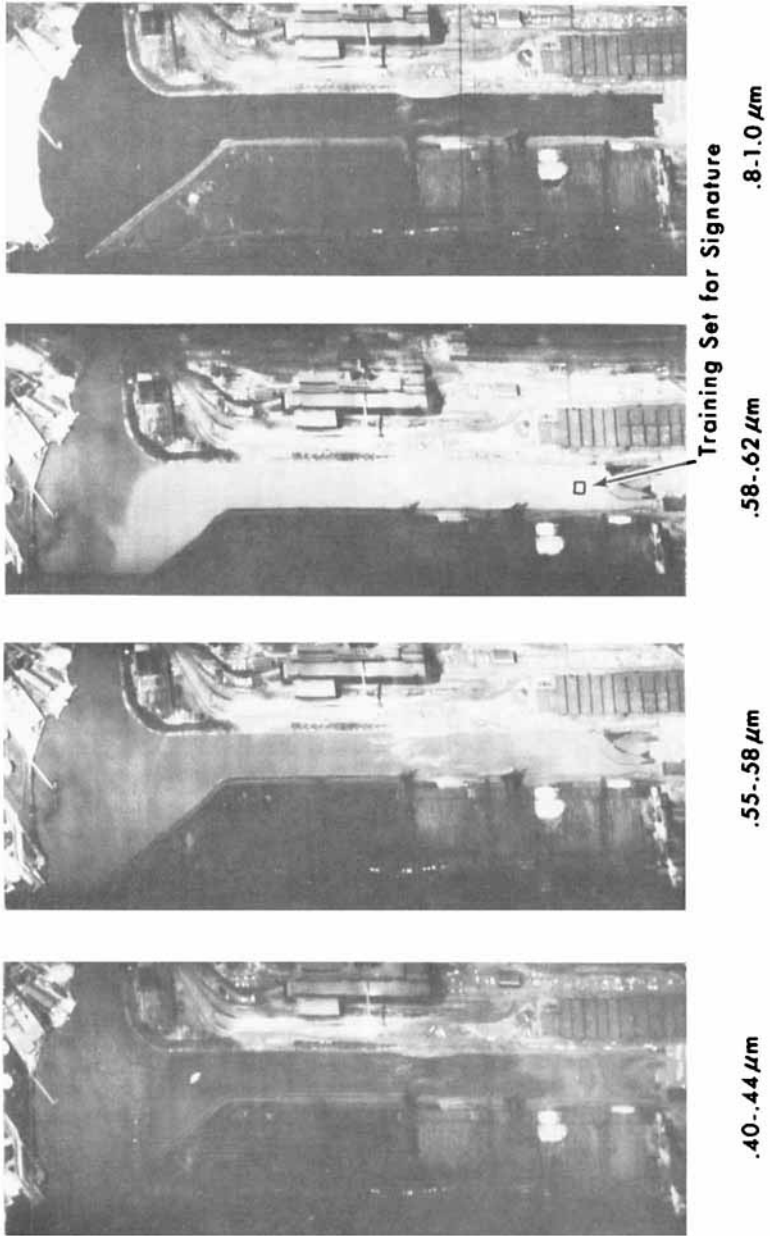 .40-.44 μm
.55-.58 μm
.58-.62 μm
.8-1.0 μm
Training Set for Signature